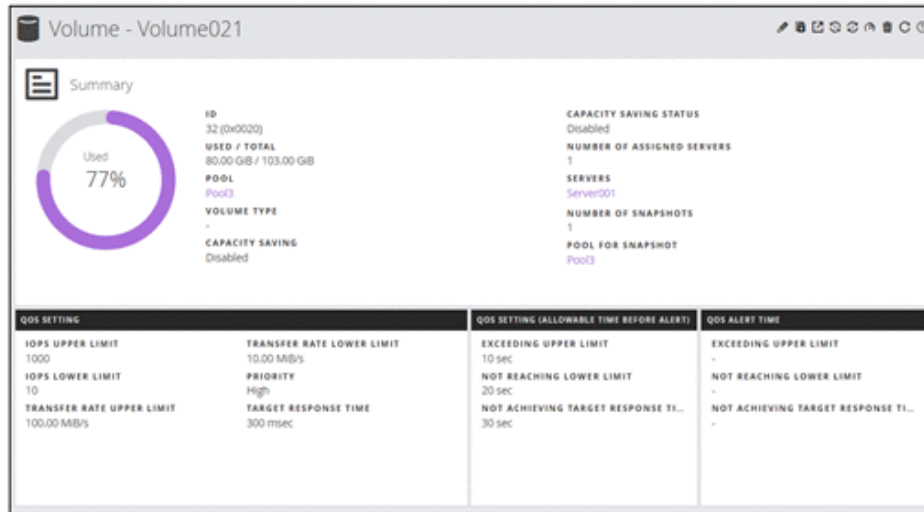 Volume - Volume021
Summary
Used
77%
ID
32 (0x0020)
USED / TOTAL
80.00 GiB / 103.00 GiB
POOL
Pool3
VOLUME TYPE
-
CAPACITY SAVING
Disabled
CAPACITY SAVING STATUS
Disabled
NUMBER OF ASSIGNED SERVERS
1
SERVERS
Server001
NUMBER OF SNAPSHOTS
1
POOL FOR SNAPSHOT
Pool3
QOS SETTING
IOPS UPPER LIMIT
1000
IOPS LOWER LIMIT
10
TRANSFER RATE UPPER LIMIT
100.00 MiB/s
TRANSFER RATE LOWER LIMIT
10.00 MiB/s
PRIORITY
High
TARGET RESPONSE TIME
300 msec
QOS SETTING (ALLOWABLE TIME BEFORE ALERT)
EXCEEDING UPPER LIMIT
10 sec
NOT REACHING LOWER LIMIT
20 sec
NOT ACHIEVING TARGET RESPONSE TI...
30 sec
QOS ALERT TIME
EXCEEDING UPPER LIMIT
-
NOT REACHING LOWER LIMIT
-
NOT ACHIEVING TARGET RESPONSE TI...
-